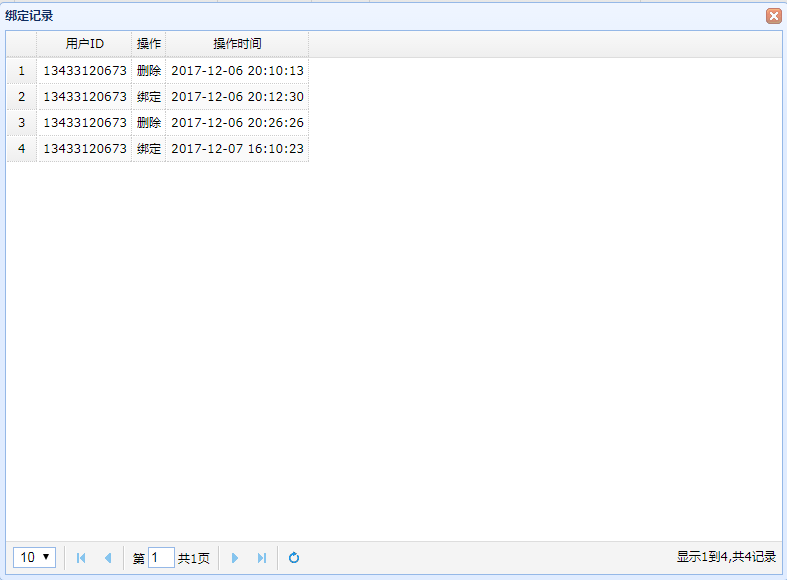 绑定记录
用户ID 操作 操作时间
1 13433120673 删除 2017-12-06 20:10:13
2 13433120673 绑定 2017-12-06 20:12:30
3 13433120673 删除 2017-12-06 20:26:26
4 13433120673 绑定 2017-12-07 16:10:23
10 第 1 共1页 显示1到4,共4记录